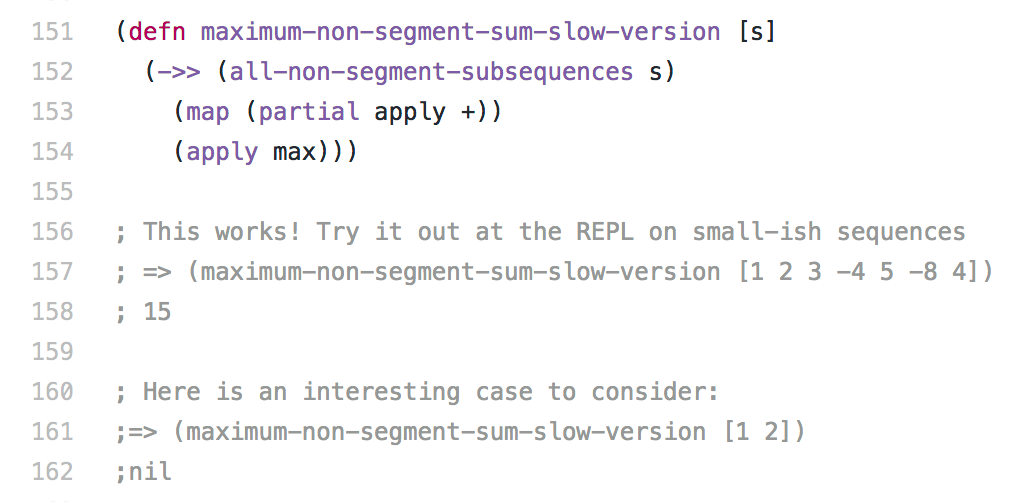 151 (defn maximum-non-segment-sum-slow-version [s]
152   (->> (all-non-segment-subsequences s)
153     (map (partial apply +))
154     (apply max)))
155
156 ; This works! Try it out at the REPL on small-ish sequences
157 ; => (maximum-non-segment-sum-slow-version [1 2 3 -4 5 -8 4])
158 ; 15
159
160 ; Here is an interesting case to consider:
161 ;=> (maximum-non-segment-sum-slow-version [1 2])
162 ;nil